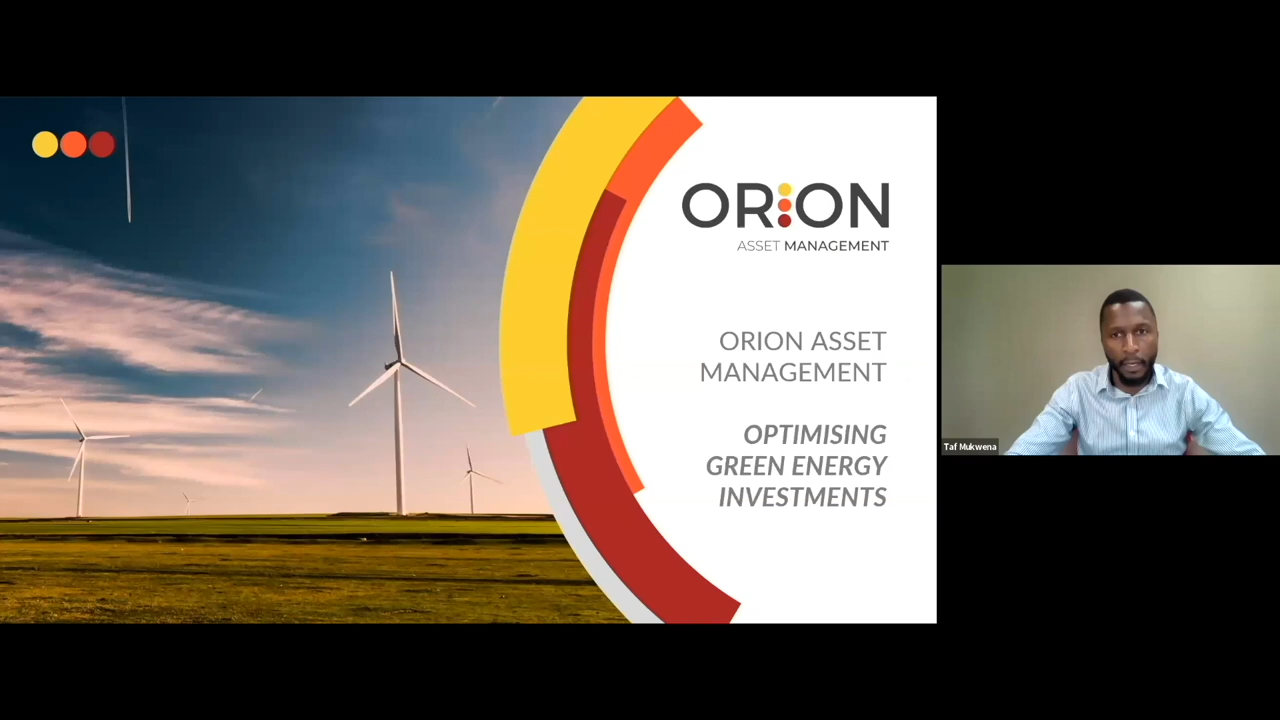 ORION
ASSET MANAGEMENT
ORION ASSET
MANAGEMENT
OPTIMISING
GREEN ENERGY
INVESTMENTS
Taf Mukwena